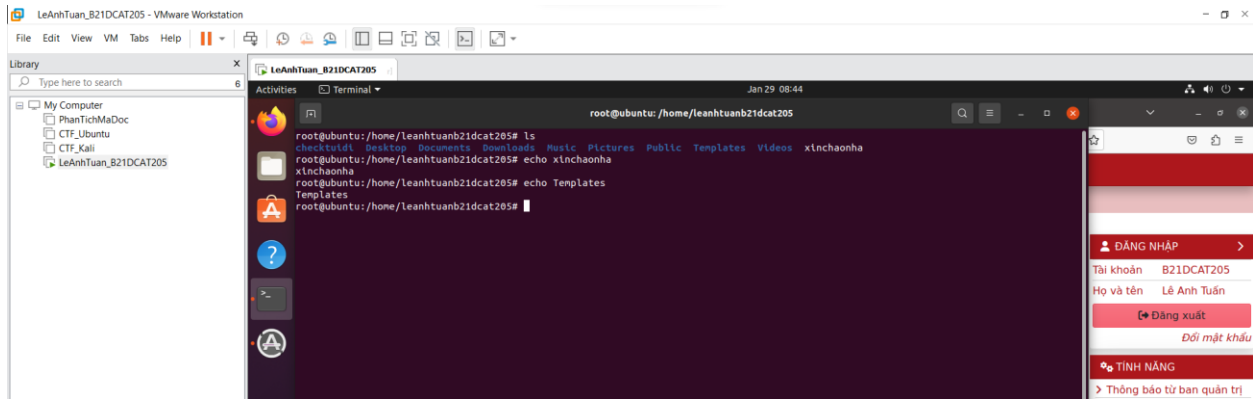 LeAnhTuan_B21DCAT205 - VMware Workstation
File Edit View VM Tabs Help
Library
Type here to search
6
My Computer
PhanTichMaDoc
CTF_Ubuntu
CTF_Kali
LeAnhTuan_B21DCAT205
LeAnhTuan_B21DCAT205
Activities Terminal Jan 29 08:44
root@ubuntu: /home/leanhtuanb21dcat205
root@ubuntu:/home/leanhtuanb21dcat205# ls
checktuidi Desktop Documents Downloads Music Pictures Public Templates Videos xinchaonha
root@ubuntu:/home/leanhtuanb21dcat205# echo xinchaonha
xinchaonha
root@ubuntu:/home/leanhtuanb21dcat205# echo Templates
Templates
root@ubuntu:/home/leanhtuanb21dcat205#
ĐĂNG NHẬP
Tài khoản B21DCAT205
Họ và tên Lê Anh Tuấn
Đăng xuất
Đổi mật khẩu
TÍNH NĂNG
Thông báo từ ban quản trị